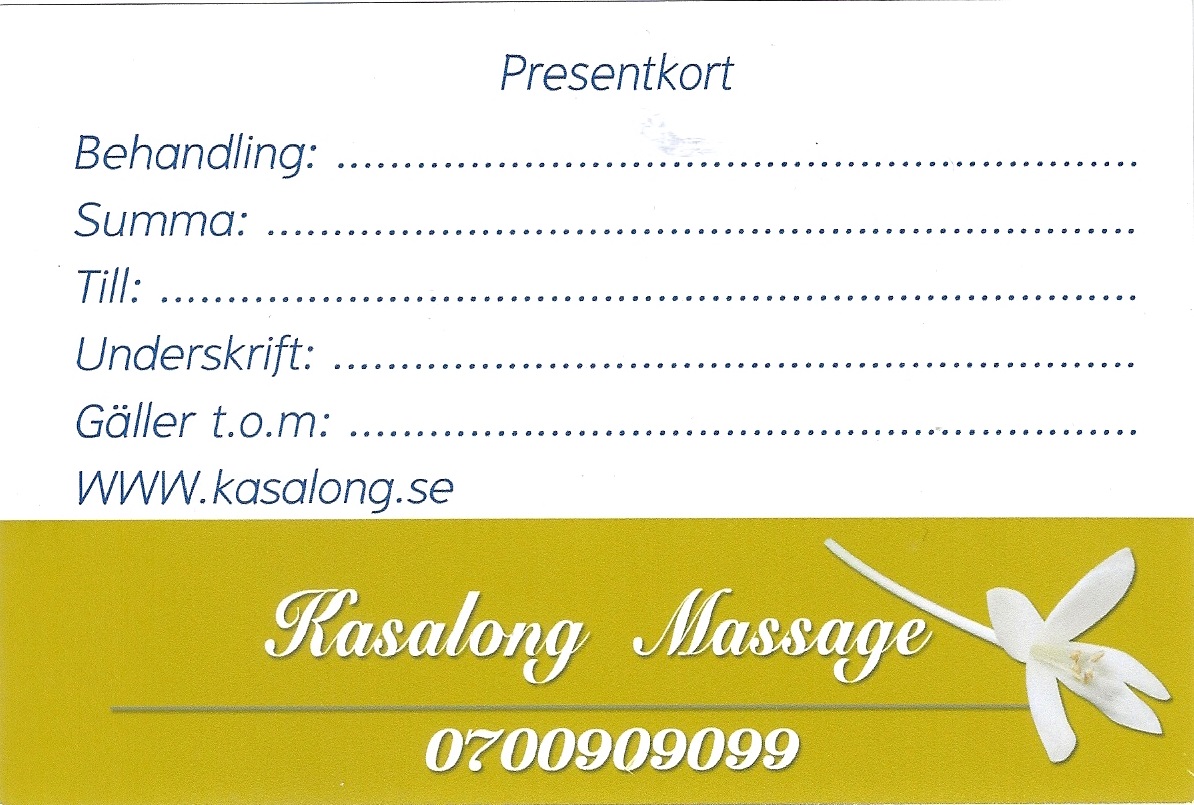 Presentkort
Behandling: ........................................................................
Summa: ..............................................................................
Till: ........................................................................................
Underskrift: ........................................................................
Gäller t.o.m: .......................................................................
WWW.kasalong.se
Kasalong Massage
0700909099